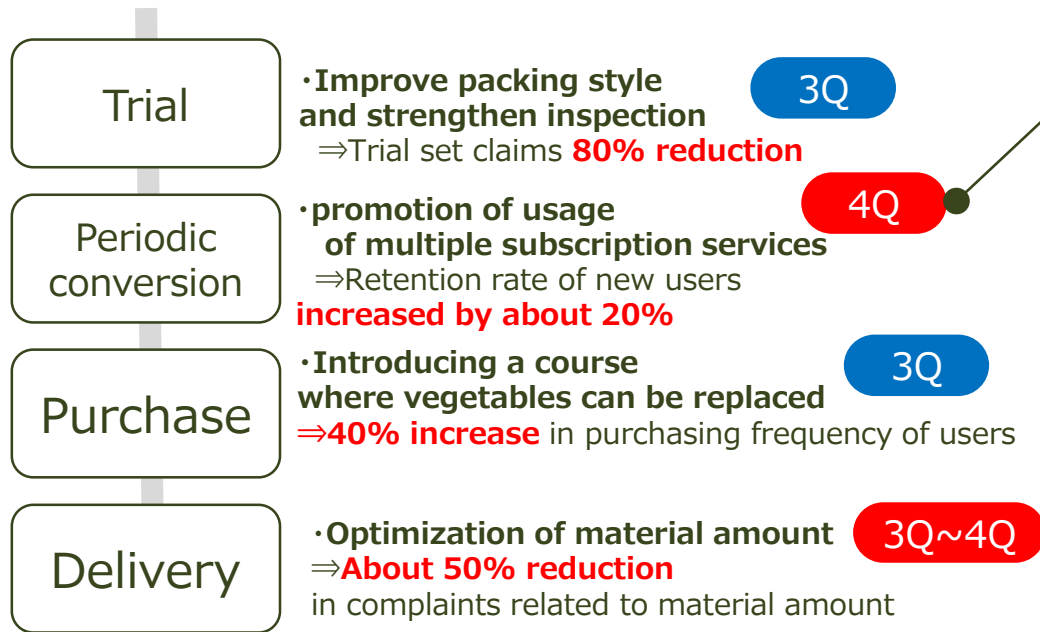 Trial
・Improve packing style
and strengthen inspection
⇒Trial set claims 80% reduction
3Q
Periodic
conversion
・promotion of usage
of multiple subscription services
⇒Retention rate of new users
increased by about 20%
4Q
Purchase
・Introducing a course
where vegetables can be replaced
⇒40% increase in purchasing frequency of users
3Q
Delivery
・Optimization of material amount
⇒About 50% reduction
in complaints related to material amount
3Q~4Q